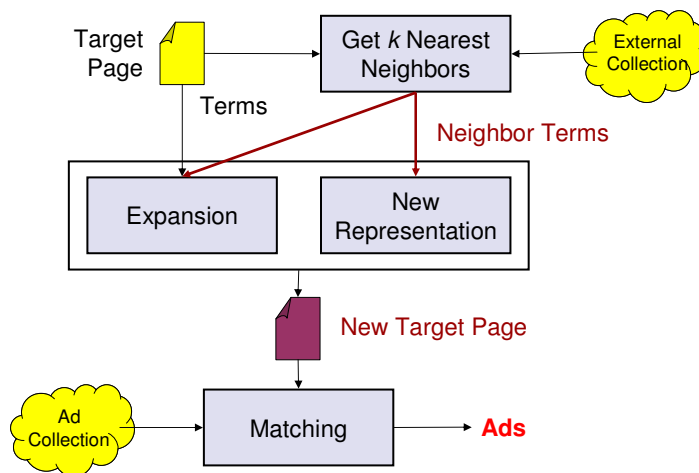 Target
Page
Get k Nearest
Neighbors
External
Collection
Terms
Neighbor Terms
Expansion
New
Representation
New Target Page
Ad
Collection
Matching
Ads